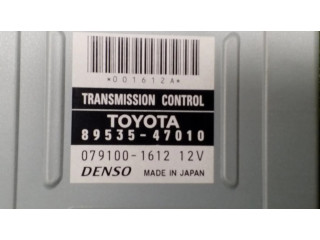 *001612A*
TRANSMISSION CONTROL
TOYOTA
89535-47010
079100-1612 12V
DENSO MADE IN JAPAN